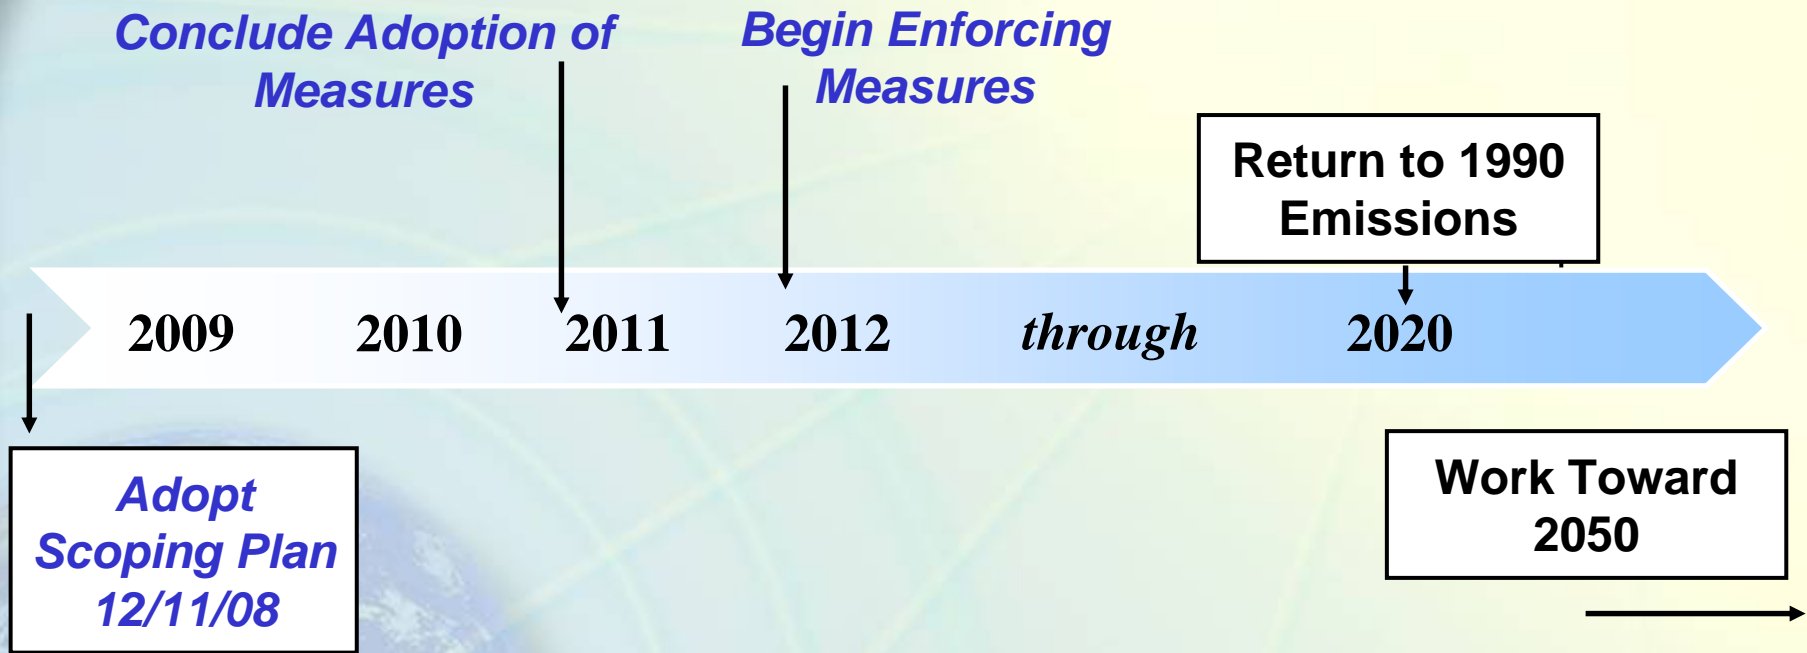 Conclude Adoption of
Measures
Begin Enforcing
Measures
Return to 1990
Emissions
2009 2010 2011 2012 through 2020
Adopt
Scoping Plan
12/11/08
Work Toward
2050